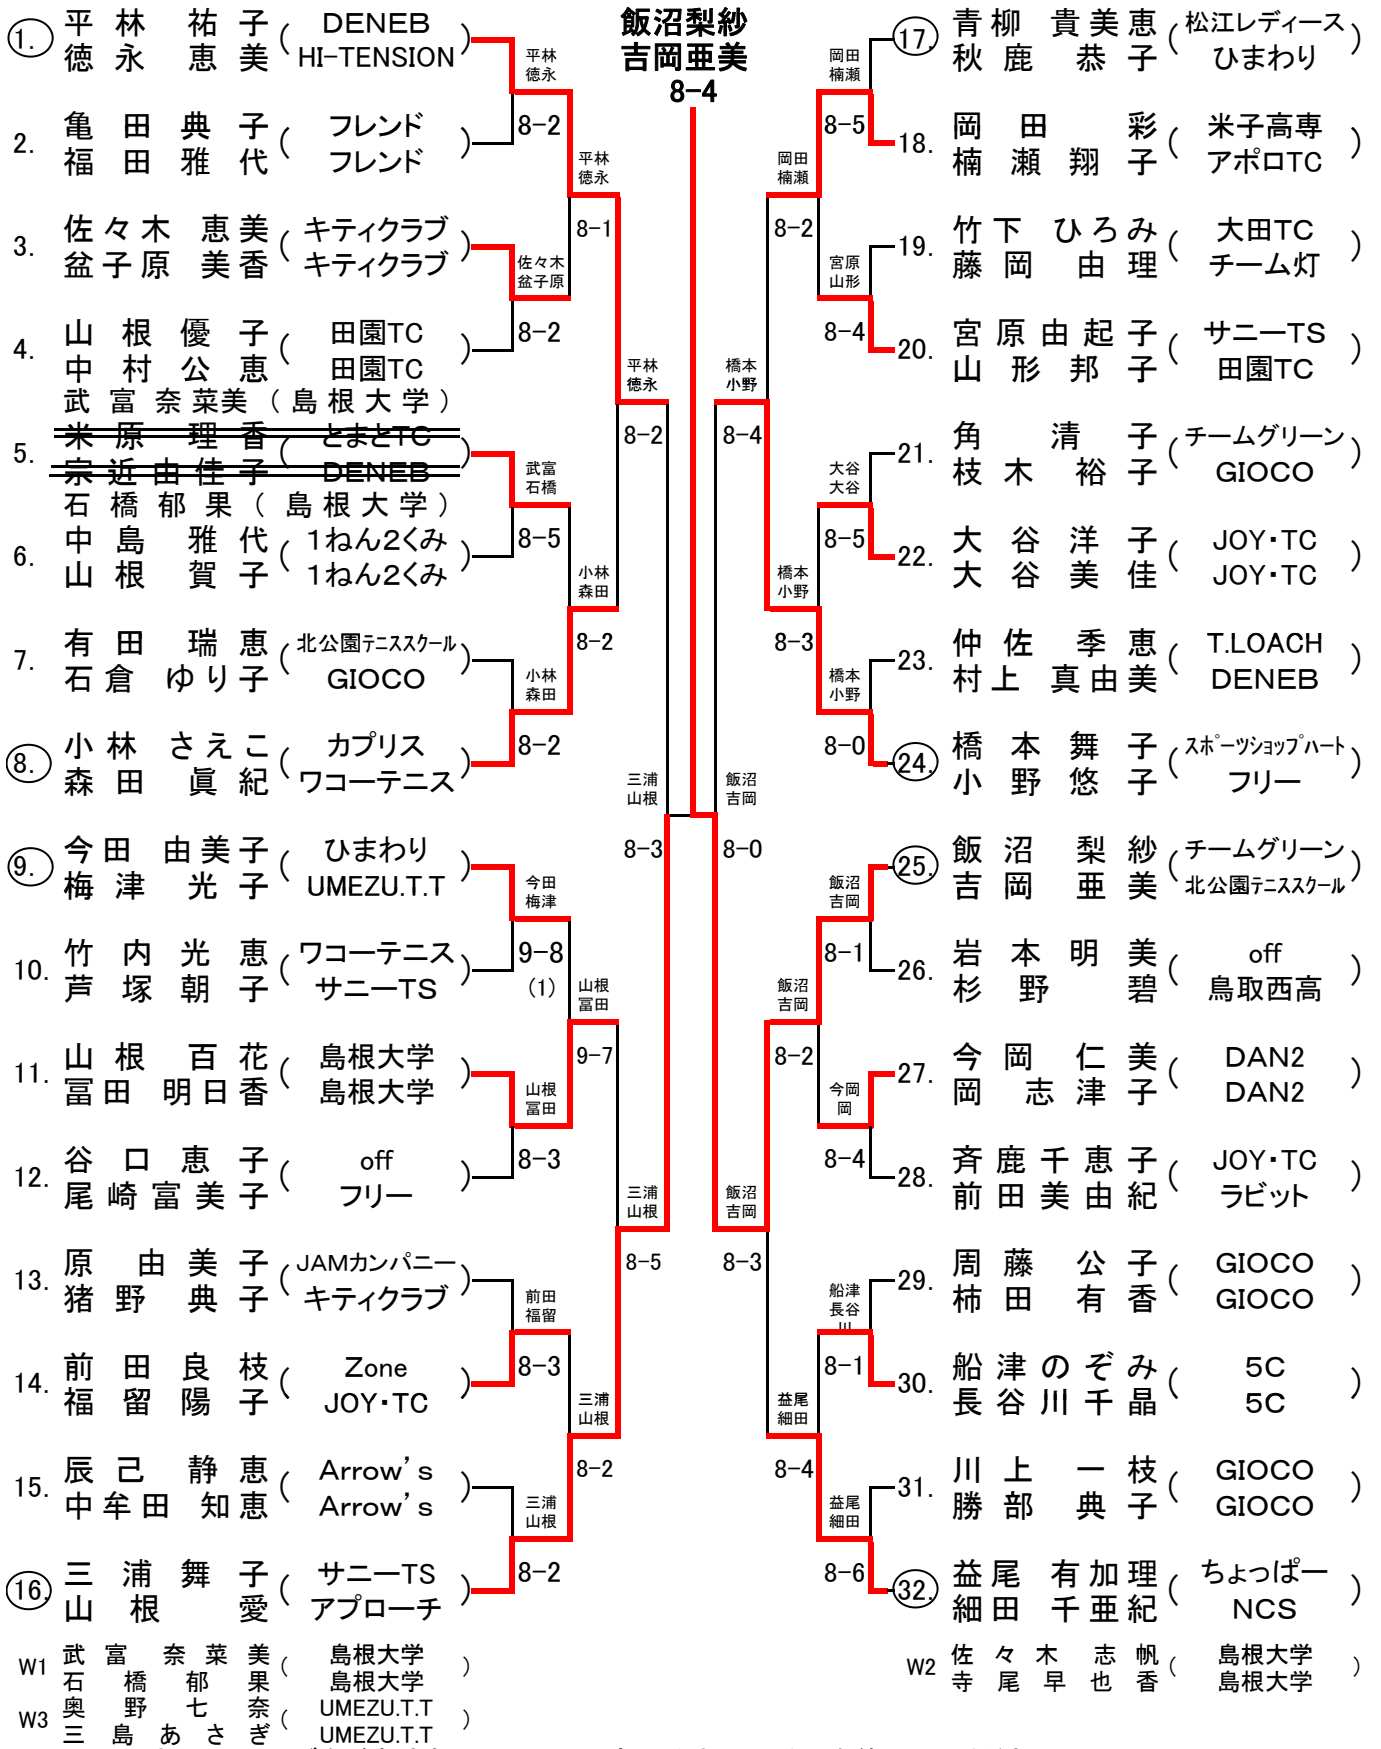 飯沼梨紗
吉岡亜美
8-4
1. 平林 祐子 ( DENEB )
徳永 恵美 HI-TENSION
2. 亀田典子 ( フレンド )
福田雅代 フレンド
3. 佐々木 恵美 ( キティクラブ )
盆子原 美香 キティクラブ
4. 山根優子 ( 田園TC )
中村公恵 田園TC
武富奈菜美 ( 島根大学 )
5. 米原 理香 ( とまとTC )
宗近由佳子 DENEB
石橋郁果 ( 島根大学 )
6. 中島 雅代 ( 1ねん2くみ )
山根 賀子 1ねん2くみ
7. 有田 瑞恵 ( 北公園テニススクール )
石倉 ゆり子 GIOCO
8. 小林 さえこ ( カプリス )
森田 眞紀 ワコーテニス
9. 今田 由美子 ( ひまわり )
梅津 光子 UMEZU.T.T
10. 竹内光恵 ( ワコーテニス )
芦塚朝子 サニーTS
11. 山根 百花 ( 島根大学 )
冨田 明日香 島根大学
12. 谷口恵子 ( off )
尾崎富美子 フリー
13. 原 由美子 ( JAMカンパニー )
猪野 典子 キティクラブ
14. 前田良枝 ( Zone )
福留陽子 JOY・TC
15. 辰己 静恵 ( Arrow's )
中牟田 知恵 Arrow's
16. 三浦舞子 ( サニーTS )
山根 愛 アプローチ
W1 武富奈菜美 ( 島根大学 )
石橋郁果 島根大学
W3 奥野七奈 ( UMEZU.T.T )
三島あさぎ UMEZU.T.T
平林
徳永
8-2
佐々木
盆子原
8-2
武富
石橋
8-5
小林
森田
8-2
今田
梅津
9-8
(1)
山根
冨田
8-3
前田
福留
8-3
三浦
山根
8-2
平林
徳永
8-1
小林
森田
8-2
山根
冨田
9-7
三浦
山根
8-2
平林
徳永
8-2
三浦
山根
8-5
三浦
山根
8-3
飯沼
吉岡
8-0
橋本
小野
8-4
飯沼
吉岡
8-3
岡田
楠瀬
8-2
橋本
小野
8-3
飯沼
吉岡
8-2
益尾
細田
8-4
岡田
楠瀬
8-5
宮原
山形
8-4
大谷
大谷
8-5
橋本
小野
8-0
飯沼
吉岡
8-1
今岡
岡
8-4
船津
長谷
川
8-1
益尾
細田
8-6
17. 青柳 貴美恵 ( 松江レディース )
秋鹿 恭子 ひまわり
18. 岡田 彩 ( 米子高専 )
楠瀬翔子 アポロTC
19. 竹下 ひろみ ( 大田TC )
藤岡 由理 チーム灯
20. 宮原由起子 ( サニーTS )
山形邦子 田園TC
21. 角 清子 ( チームグリーン )
枝木 裕子 GIOCO
22. 大谷洋子 ( JOY・TC )
大谷美佳 JOY・TC
23. 仲佐 季恵 ( T.LOACH )
村上 真由美 DENEB
24. 橋本舞子 ( スポーツショップハート )
小野悠子 フリー
25. 飯沼 梨紗 ( チームグリーン )
吉岡 亜美 北公園テニススクール
26. 岩本明美 ( off )
杉野 碧 鳥取西高
27. 今岡 仁美 ( DAN2 )
岡 志津子 DAN2
28. 斉鹿千恵子 ( JOY・TC )
前田美由紀 ラビット
29. 周藤 公子 ( GIOCO )
柿田 有香 GIOCO
30. 船津のぞみ ( 5C )
長谷川千晶 5C
31. 川上 一枝 ( GIOCO )
勝部 典子 GIOCO
32. 益尾 有加理 ( ちょっぱー )
細田 千亜紀 NCS
W2 佐々木志帆 ( 島根大学 )
寺尾早也香 島根大学